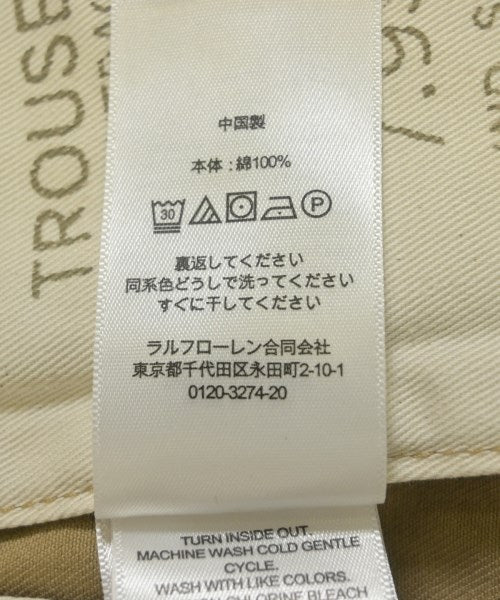 中国製
本体：綿100%
30 P
裏返してください
同系色どうしで洗ってください
すぐに干してください
ラルフローレン合同会社
東京都千代田区永田町2-10-1
0120-3274-20
TURN INSIDE OUT.
MACHINE WASH COLD GENTLE
CYCLE.
WASH WITH LIKE COLORS.
CHLORINE BLEACH
TROUSE